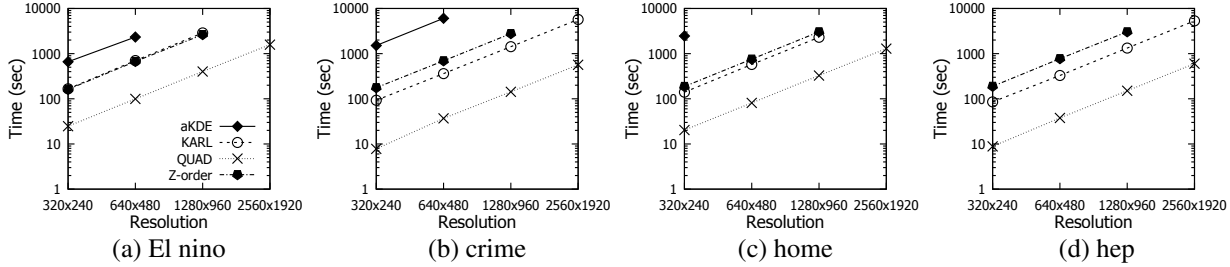 10000
1000
100
10
1
Time (sec)
aKDE
KARL
QUAD
Z-order
320x240 640x480 1280x960 2560x1920
Resolution
(a) El nino
10000
1000
100
10
1
Time (sec)
320x240 640x480 1280x960 2560x1920
Resolution
(b) crime
10000
1000
100
10
1
Time (sec)
320x240 640x480 1280x960 2560x1920
Resolution
(c) home
10000
1000
100
10
1
Time (sec)
320x240 640x480 1280x960 2560x1920
Resolution
(d) hep